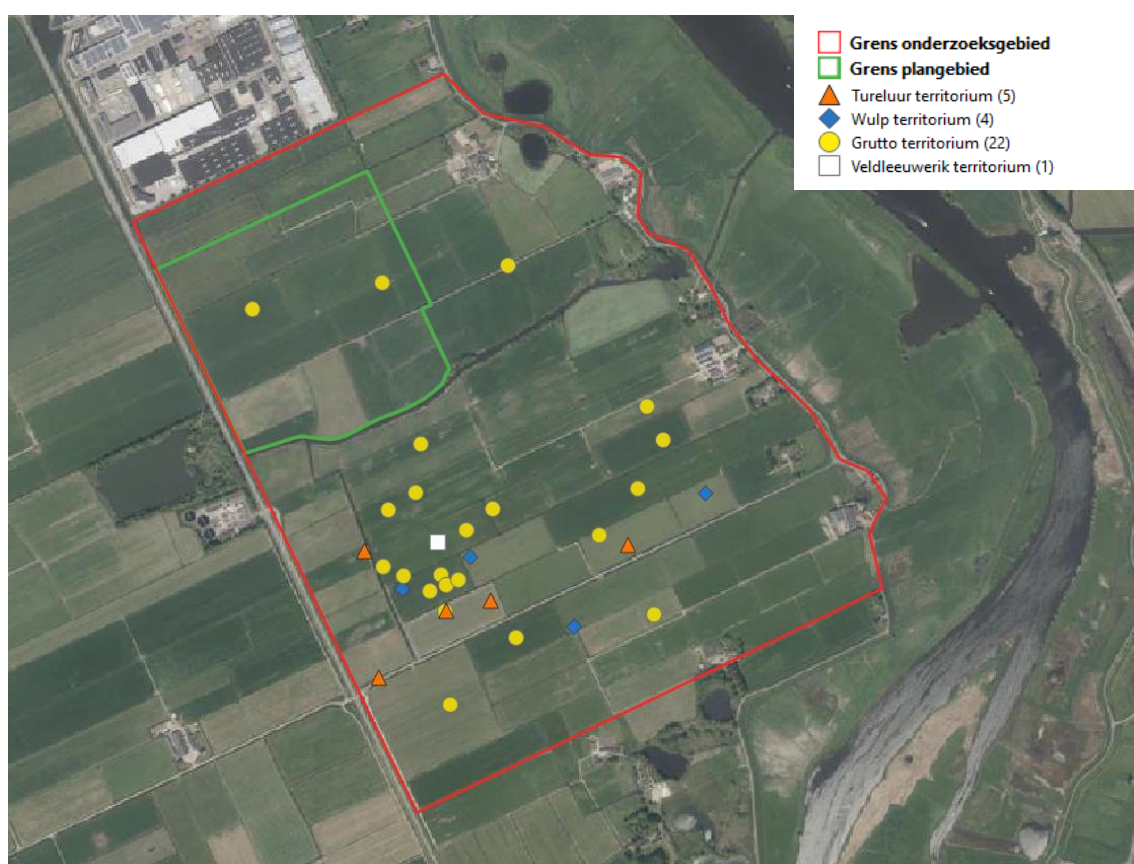 Grens onderzoeksgebied
Grens plangebied
Tureluur territorium (5)
Wulp territorium (4)
Grutto territorium (22)
Veldleeuwerik territorium (1)